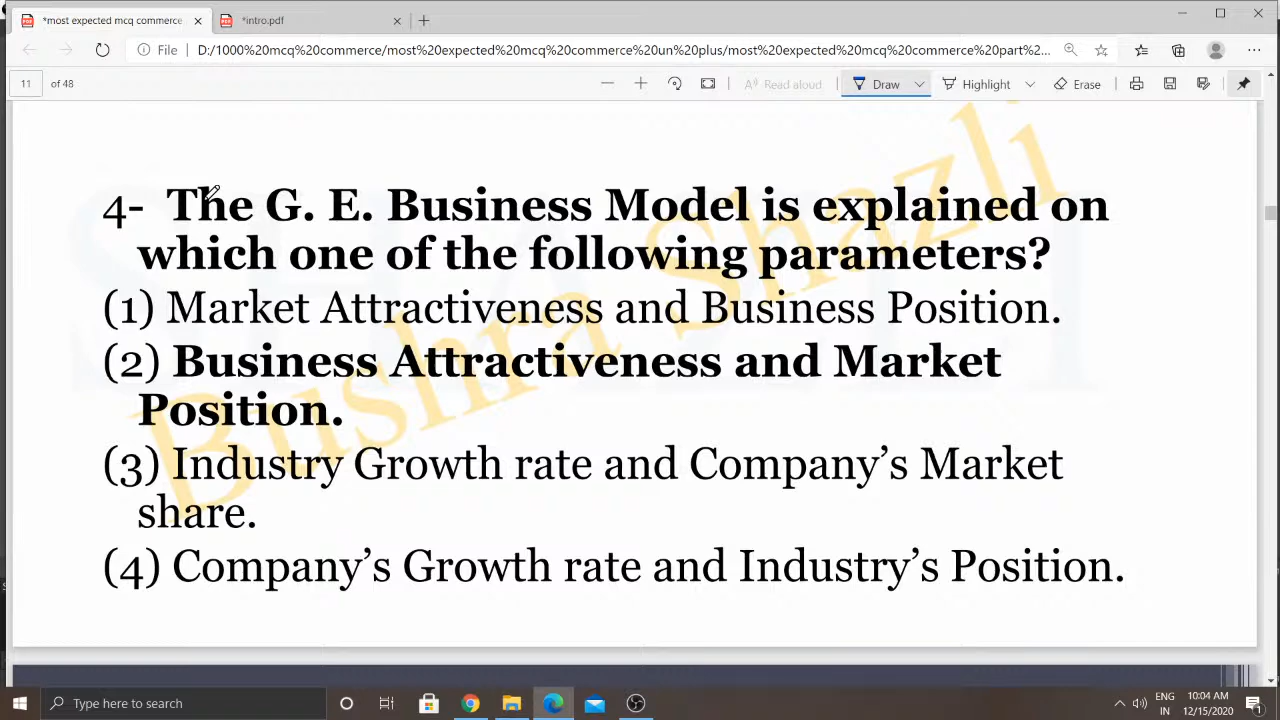 *most expected mcq commerce
*intro.pdf
File
D:/1000%20mcq%20commerce/most%20expected%20mcq%20commerce%20un%20plus/most%20expected%20mcq%20commerce%20part%2...
11 of 48
Read aloud
Draw
Highlight
Erase
4- The G. E. Business Model is explained on
which one of the following parameters?
(1) Market Attractiveness and Business Position.
(2) Business Attractiveness and Market
Position.
(3) Industry Growth rate and Company's Market
share.
(4) Company's Growth rate and Industry's Position.
Bushra Shazli
Type here to search
ENG
IN
10:04 AM
12/15/2020
1